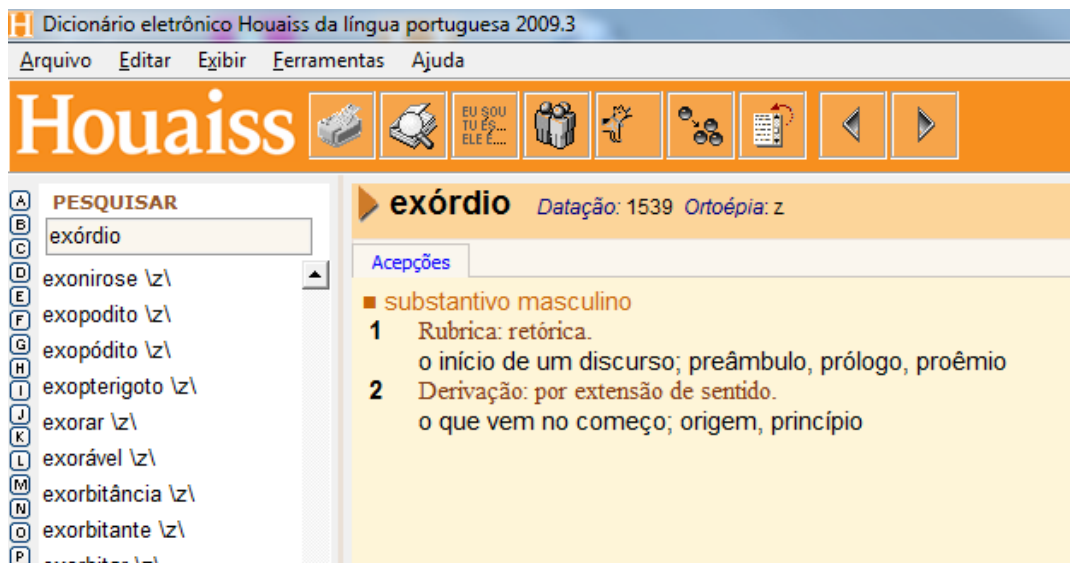 Dicionário eletrônico Houaiss da língua portuguesa 2009.3
Arquivo Editar Exibir Ferramentas Ajuda
Houaiss
EU SOU
TU ÉS...
ELE É....
A
B
C
D
E
F
G
H
I
J
K
L
M
N
O
P
PESQUISAR
exórdio
exonirose \z\
exopodito \z\
exopódito \z\
exopterigoto \z\
exorar \z\
exorável \z\
exorbitância \z\
exorbitante \z\
exórdio Datação: 1539 Ortoépia: z
Acepções
substantivo masculino
1 Rubrica: retórica.
o início de um discurso; preâmbulo, prólogo, proêmio
2 Derivação: por extensão de sentido.
o que vem no começo; origem, princípio